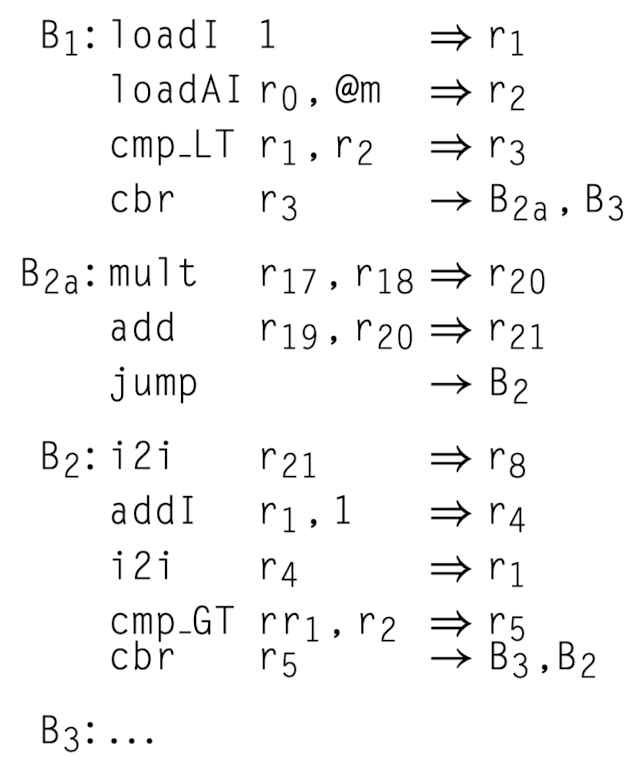 B₁: loadI 1 ⇒ r₁
loadAI r₀, @m ⇒ r₂
cmp_LT r₁, r₂ ⇒ r₃
cbr r₃ → B₂ₐ, B₃
B₂ₐ: mult r₁₇, r₁₈ ⇒ r₂₀
add r₁₉, r₂₀ ⇒ r₂₁
jump → B₂
B₂: i2i r₂₁ ⇒ r₈
addI r₁, 1 ⇒ r₄
i2i r₄ ⇒ r₁
cmp_GT rr₁, r₂ ⇒ r₅
cbr r₅ → B₃, B₂
B₃: ...